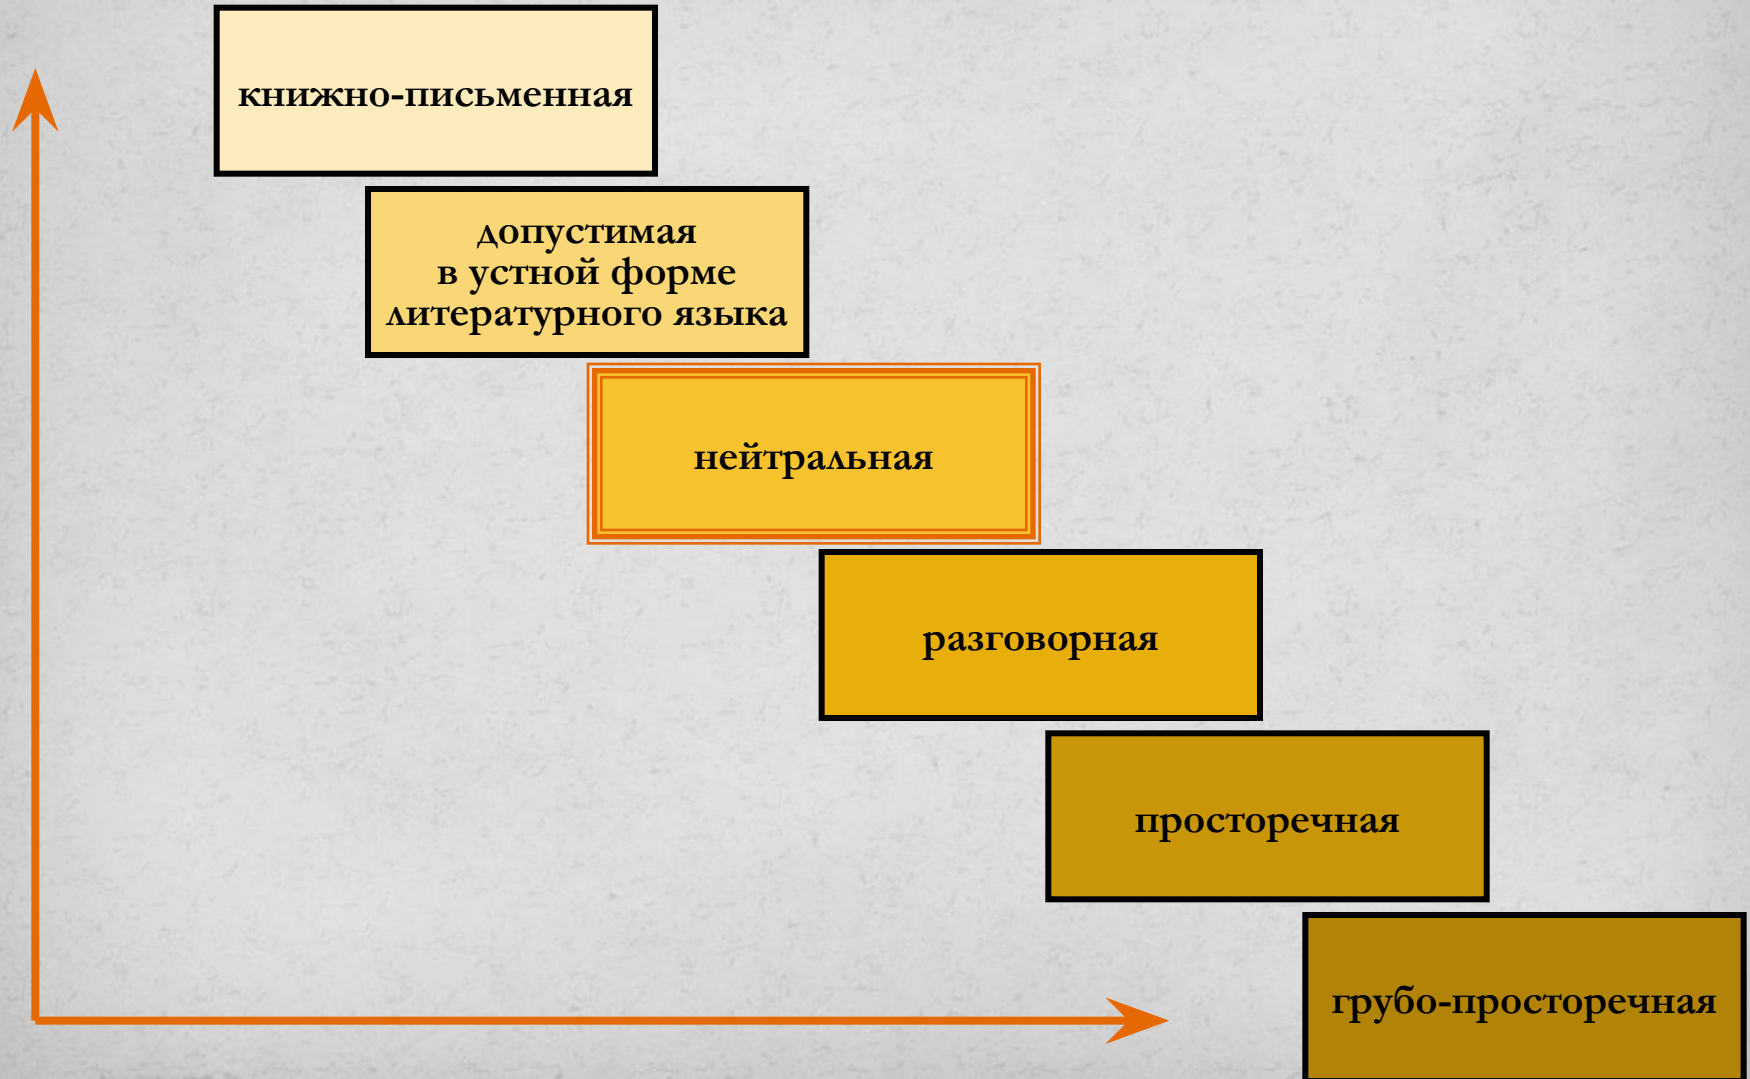 книжно-письменная
допустимая
в устной форме
литературного языка
нейтральная
разговорная
просторечная
грубо-просторечная